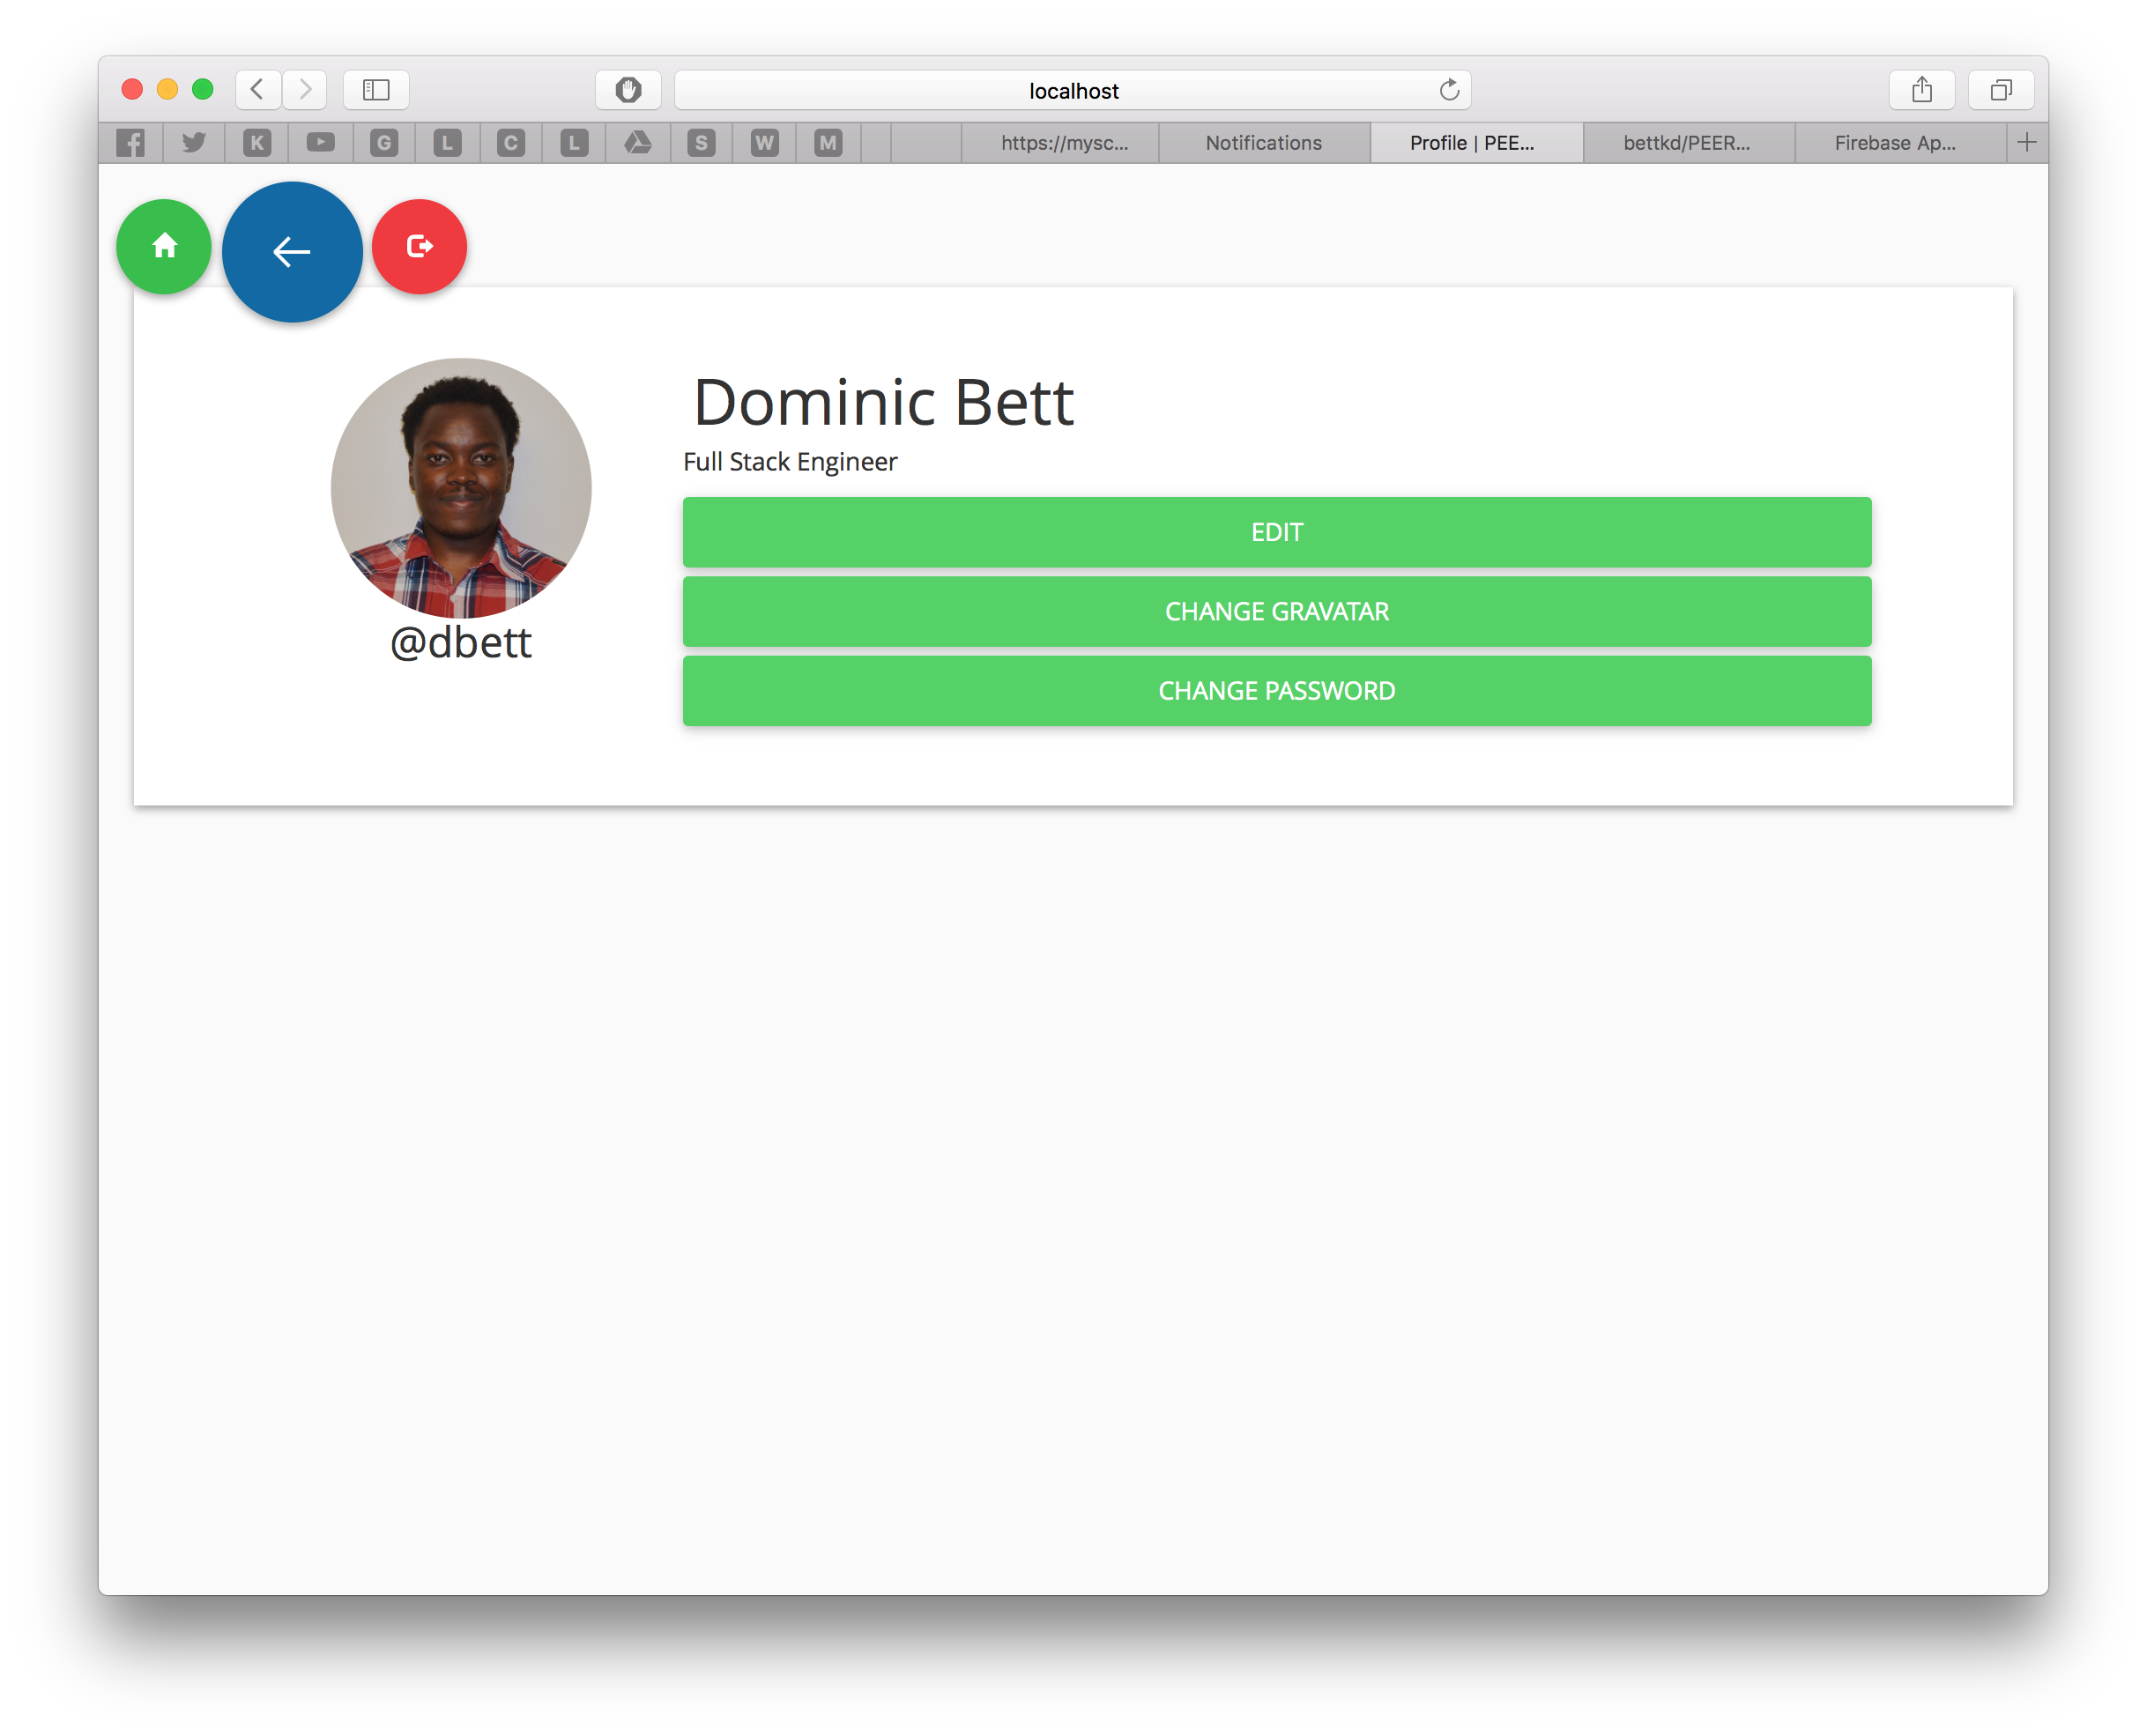 localhost
K G L C L S W M https://mysc... Notifications Profile | PEE... bettkd/PEER... Firebase Ap...
Dominic Bett
Full Stack Engineer
EDIT
CHANGE GRAVATAR
@dbett
CHANGE PASSWORD